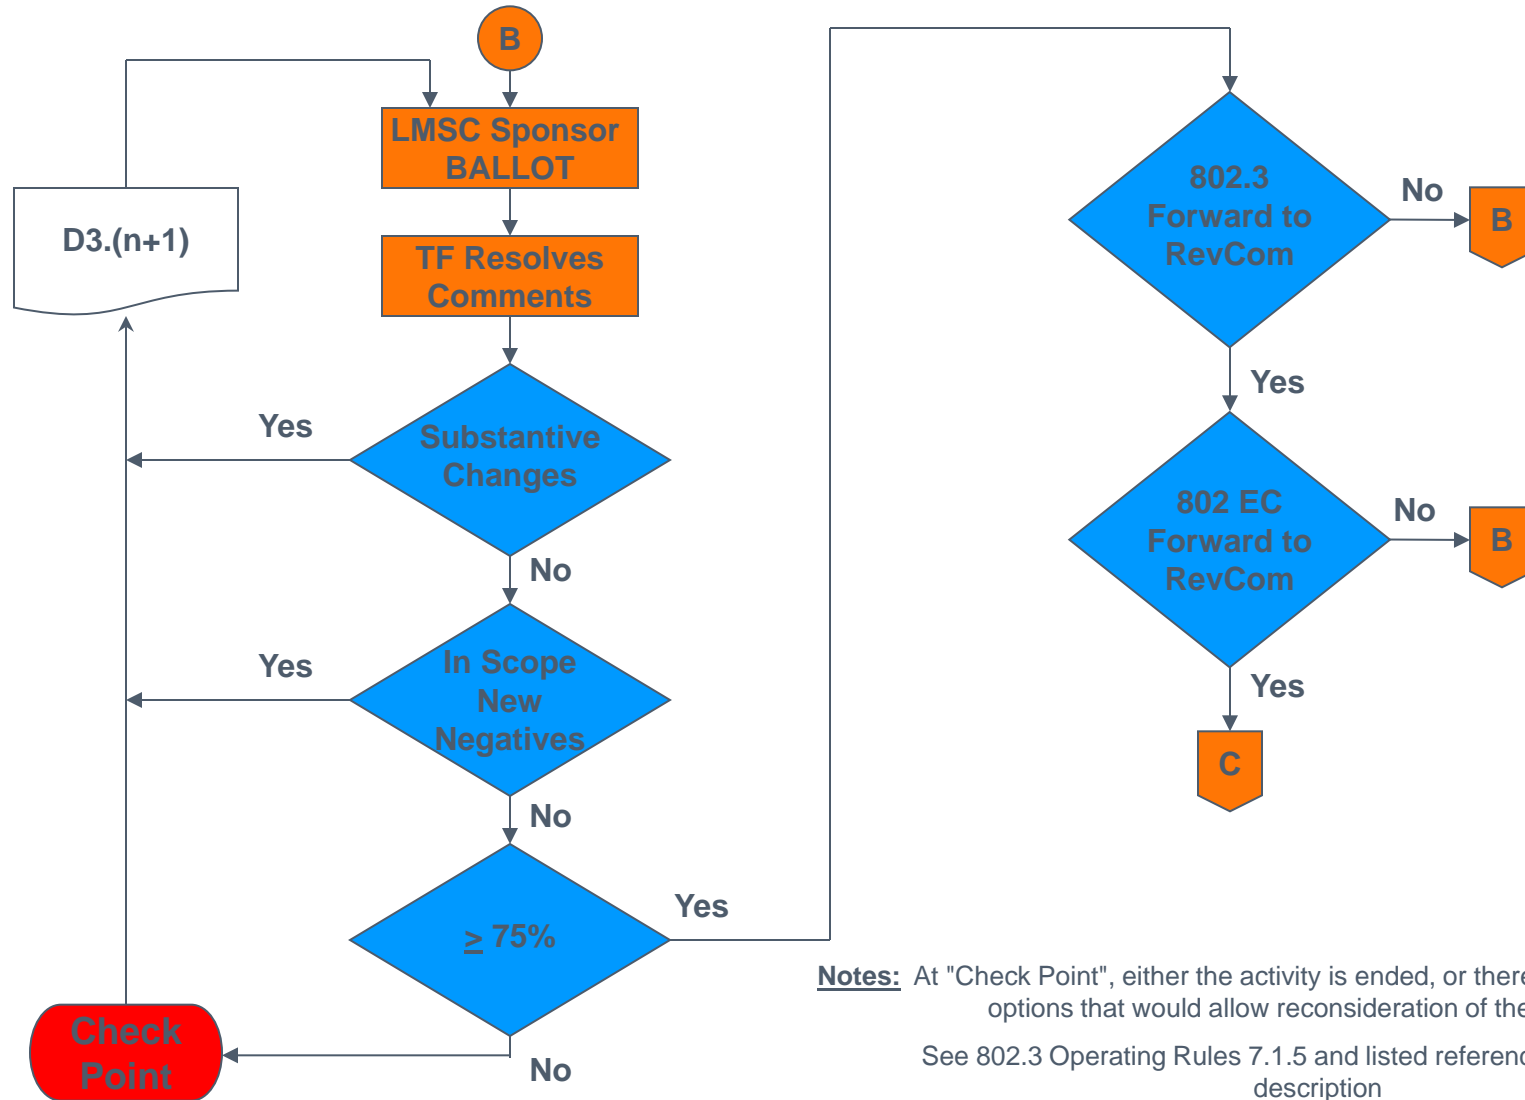 B
LMSC Sponsor
BALLOT
D3.(n+1)
TF Resolves
Comments
Yes
Substantive
Changes
No
Yes
In Scope
New
Negatives
No
≥ 75%
Yes
No
Check
Point
802.3
Forward to
RevCom
No
B
Yes
802 EC
Forward to
RevCom
No
B
Yes
C
Notes: At "Check Point", either the activity is ended, or there
options that would allow reconsideration of the
See 802.3 Operating Rules 7.1.5 and listed
description